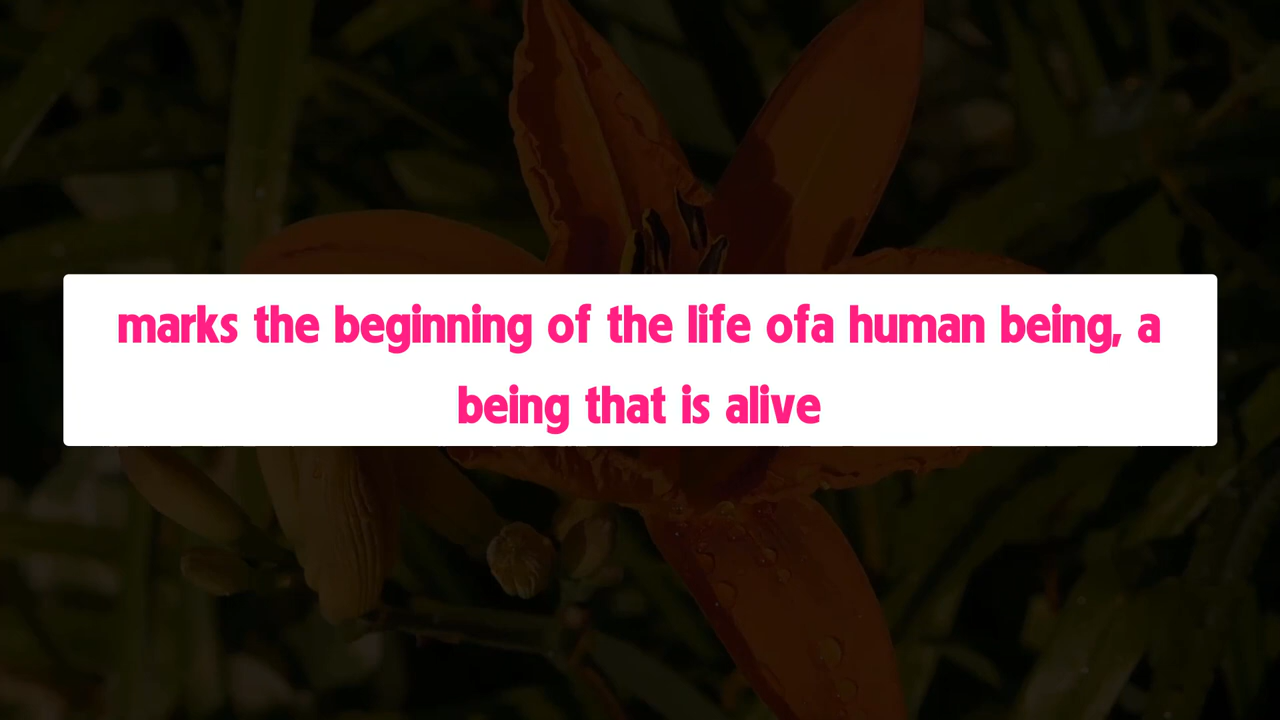 marks the beginning of the life ofa human being, a
being that is alive